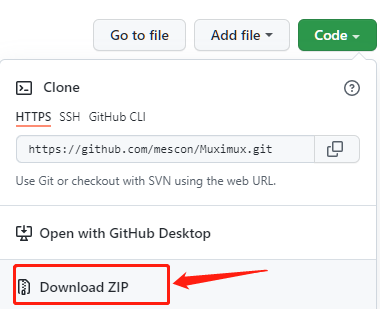 Go to file Add file Code
Clone
HTTPS SSH GitHub CLI
https://github.com/mescon/Muximux.git
Use Git or checkout with SVN using the web URL.
Open with GitHub Desktop
Download ZIP